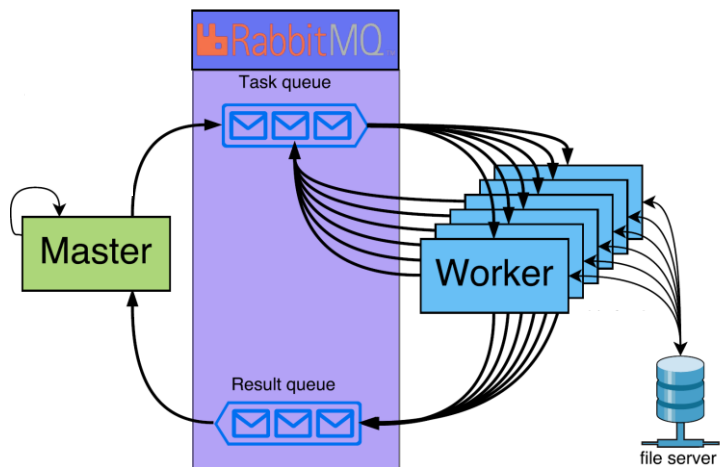 RabbitMQ
Task queue
Master
Worker
Result queue
file server